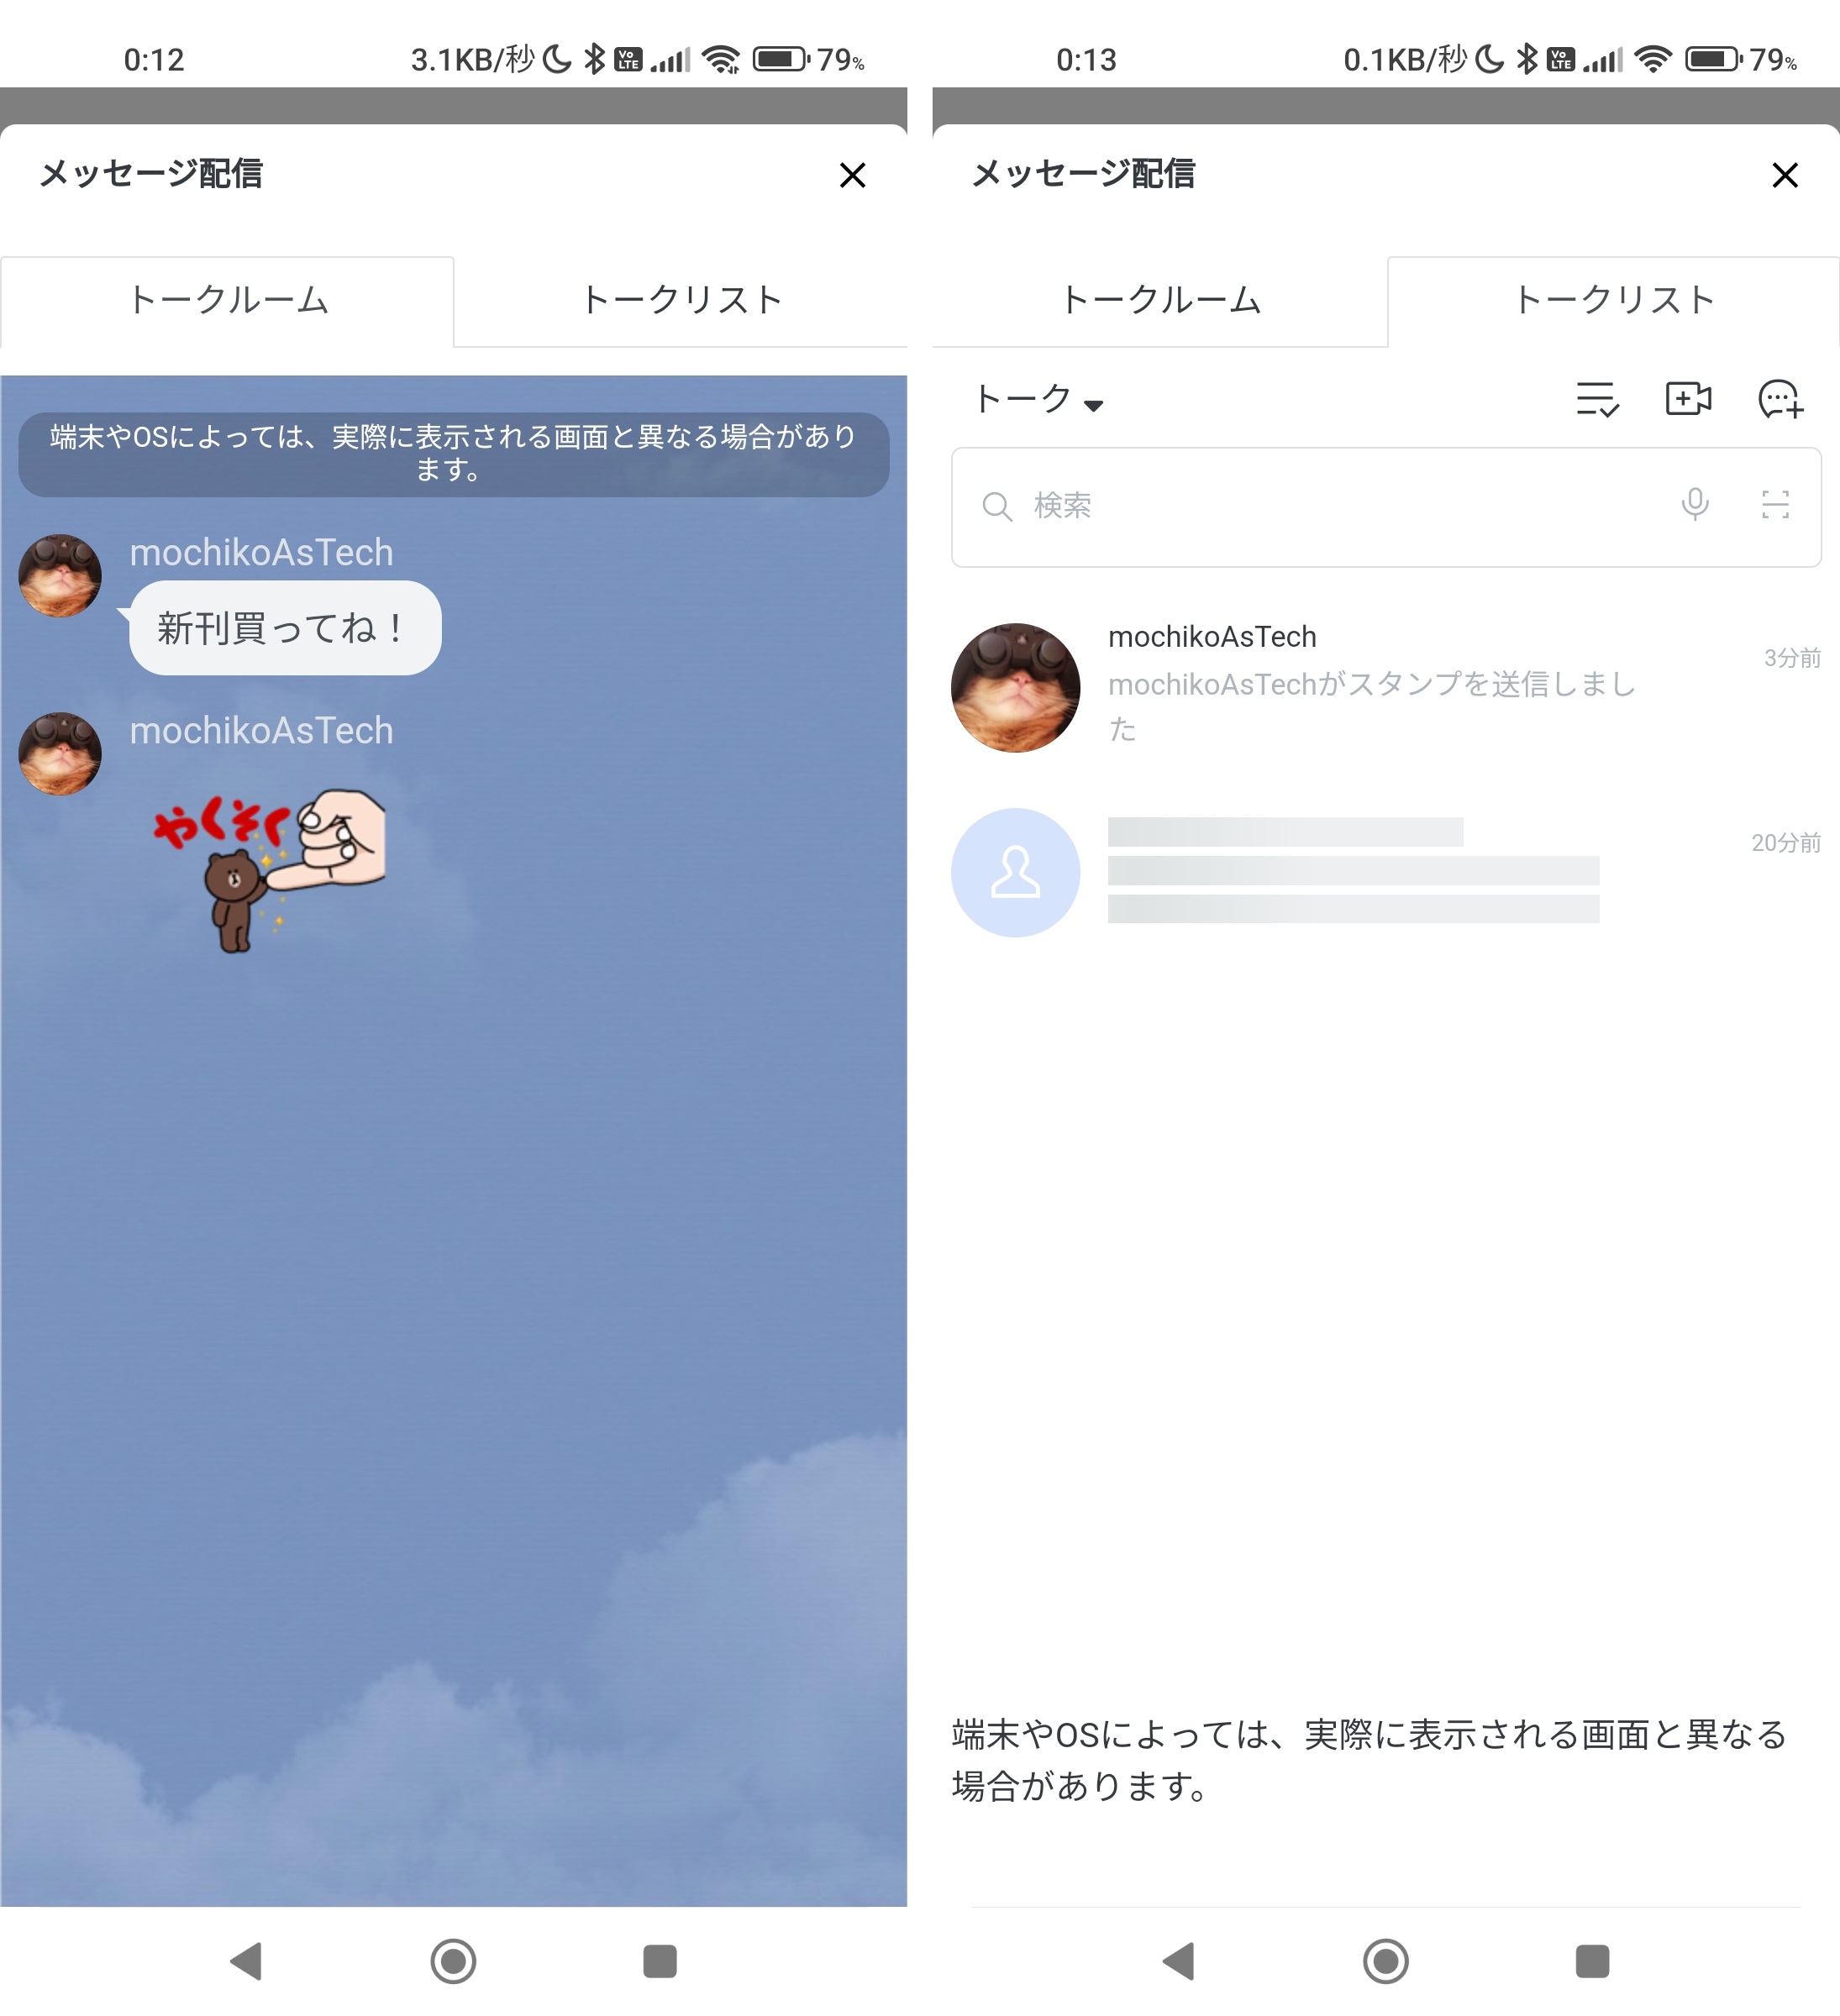 0:12
3.1KB/秒
Vo
LTE
79%
メッセージ配信
トークルーム
トークリスト
端末やOSによっては、実際に表示される画面と異なる場合があり
ます。
mochikoAsTech
新刊買ってね！
mochikoAsTech
やくそく
0:13
0.1KB/秒
Vo
LTE
79%
メッセージ配信
トークルーム
トークリスト
トーク
検索
mochikoAsTech
3分前
mochikoAsTechがスタンプを送信しまし
た
20分前
端末やOSによっては、実際に表示される画面と異なる
場合があります。